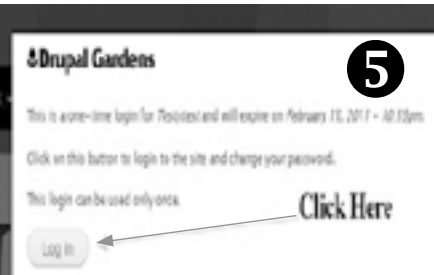 Drupal Gardens
5
This is a one-time login for and will expire on February 2011 -
Click on this button to login to the site and change your password.
This login can be used only once.
Click Here
Log in